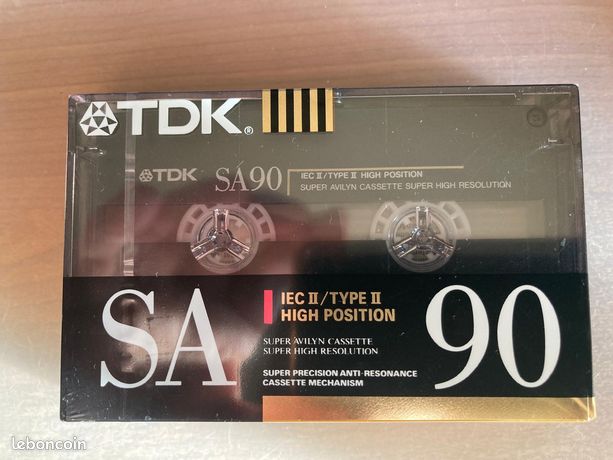 TDK®
TDK SA90 IEC II/TYPE II HIGH POSITION
SUPER AVILYN CASSETTE SUPER HIGH RESOLUTION
SA 90
IEC II/TYPE II
HIGH POSITION
SUPER AVILYN CASSETTE
SUPER HIGH RESOLUTION
SUPER PRECISION ANTI-RESONANCE
CASSETTE MECHANISM
leboncoin